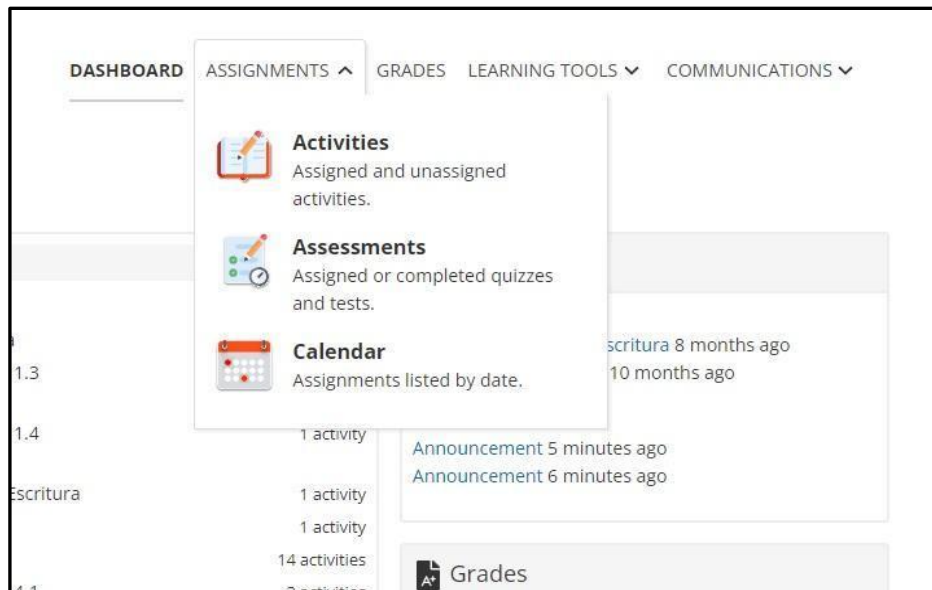 DASHBOARD ASSIGNMENTS GRADES LEARNING TOOLS COMMUNICATIONS
Activities
Assigned and unassigned
activities.
Assessments
Assigned or completed quizzes
and tests.
Calendar
Assignments listed by date.
1.3
1.4 1 activity
Escritura 1 activity
1 activity
14 activities
scritura 8 months ago
10 months ago
Announcement 5 minutes ago
Announcement 6 minutes ago
A+ Grades